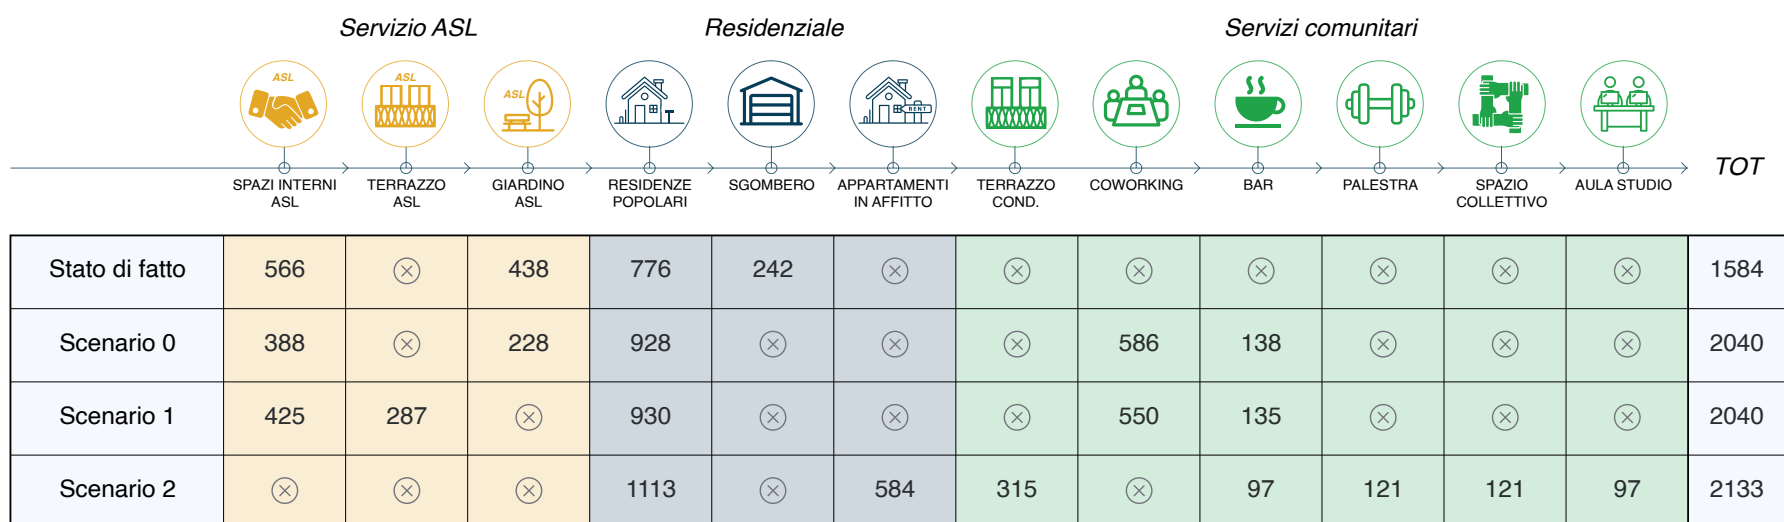 Servizio ASL Residenziale Servizi comunitari
ASL ASL ASL RENT
SPAZI INTERNI ASL
TERRAZZO ASL
GIARDINO ASL
RESIDENZE POPOLARI
SGOMBERO
APPARTAMENTI IN AFFITTO
TERRAZZO COND.
COWORKING
BAR
PALESTRA
SPAZIO COLLETTIVO
AULA STUDIO
TOT
Stato di fatto 566 438 776 242 1584
Scenario 0 388 228 928 586 138 2040
Scenario 1 425 287 930 550 135 2040
Scenario 2 1113 584 315 97 121 121 97 2133